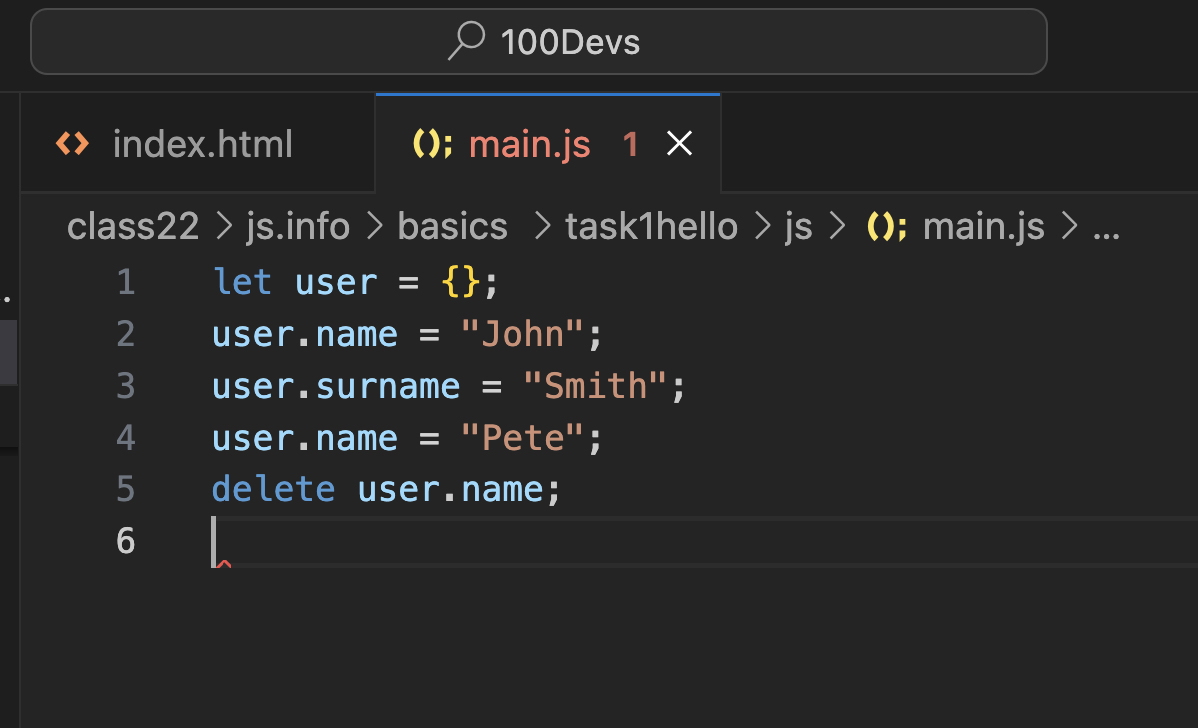 100Devs
index.html
main.js 1
class22 > js.info > basics > task1hello > js > main.js > ...
1 let user = {};
2 user.name = "John";
3 user.surname = "Smith";
4 user.name = "Pete";
5 delete user.name;
6